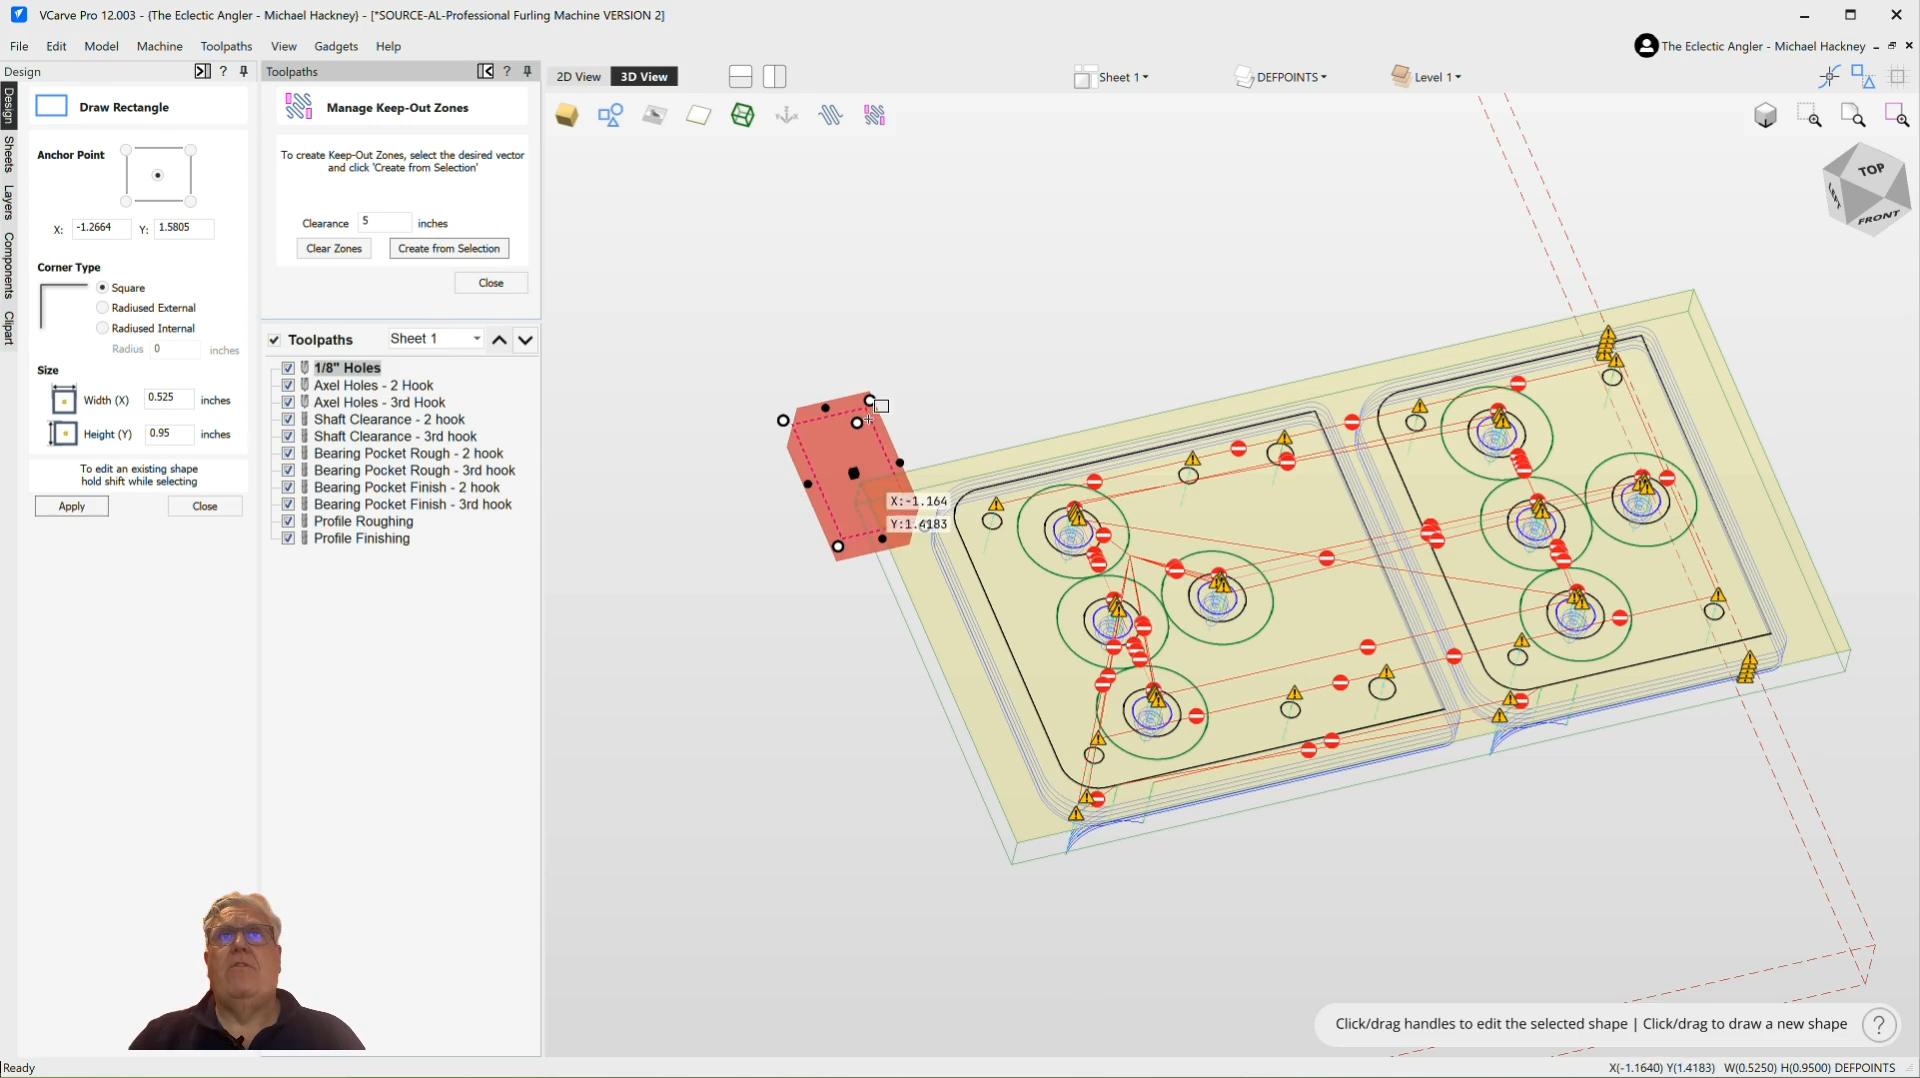 VCarve Pro 12.003 - {The Eclectic Angler - Michael Hackney} - [*SOURCE-AL-Professional Furling Machine VERSION 2]
File Edit Model Machine Toolpaths View Gadgets Help
The Eclectic Angler - Michael Hackney
Design
Toolpaths
2D View 3D View
Sheet 1
DEFPOINTS
Level 1
Design
Sheets
Layers
Components
Clipart
Draw Rectangle
Anchor Point
X: -1.2664 Y: 1.5805
Corner Type
Square
Radiused External
Radiused Internal
Radius 0 inches
Size
Width (X) 0.525 inches
Height (Y) 0.95 inches
To edit an existing shape
hold shift while selecting
Apply Close
Manage Keep-Out Zones
To create Keep-Out Zones, select the desired vector
and click 'Create from Selection'
Clearance 5 inches
Clear Zones Create from Selection
Close
Toolpaths Sheet 1
1/8" Holes
Axel Holes - 2 Hook
Axel Holes - 3rd Hook
Shaft Clearance - 2 hook
Shaft Clearance - 3rd hook
Bearing Pocket Rough - 2 hook
Bearing Pocket Rough - 3rd hook
Bearing Pocket Finish - 2 hook
Bearing Pocket Finish - 3rd hook
Profile Roughing
Profile Finishing
TOP
LEFT
FRONT
X:-1.164
Y:1.4183
Click/drag handles to edit the selected shape | Click/drag to draw a new shape
?
Ready
X(-1.1640) Y(1.4183) W(0.5250) H(0.9500) DEFPOINTS